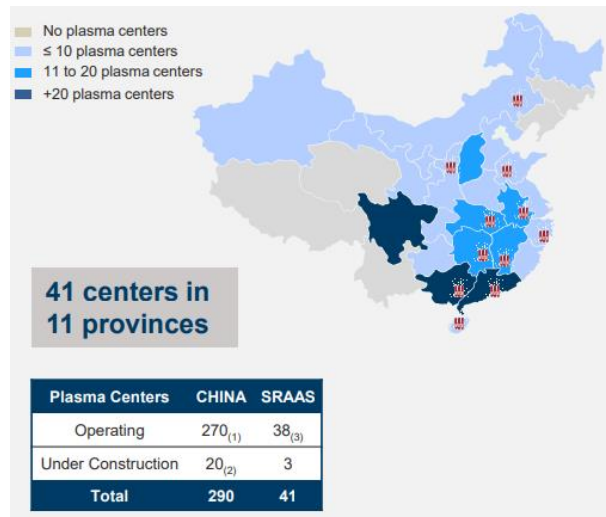 No plasma centers
≤ 10 plasma centers
11 to 20 plasma centers
+20 plasma centers
41 centers in
11 provinces
Plasma Centers CHINA SRAAS
Operating 270(1) 38(3)
Under Construction 20(2) 3
Total 290 41